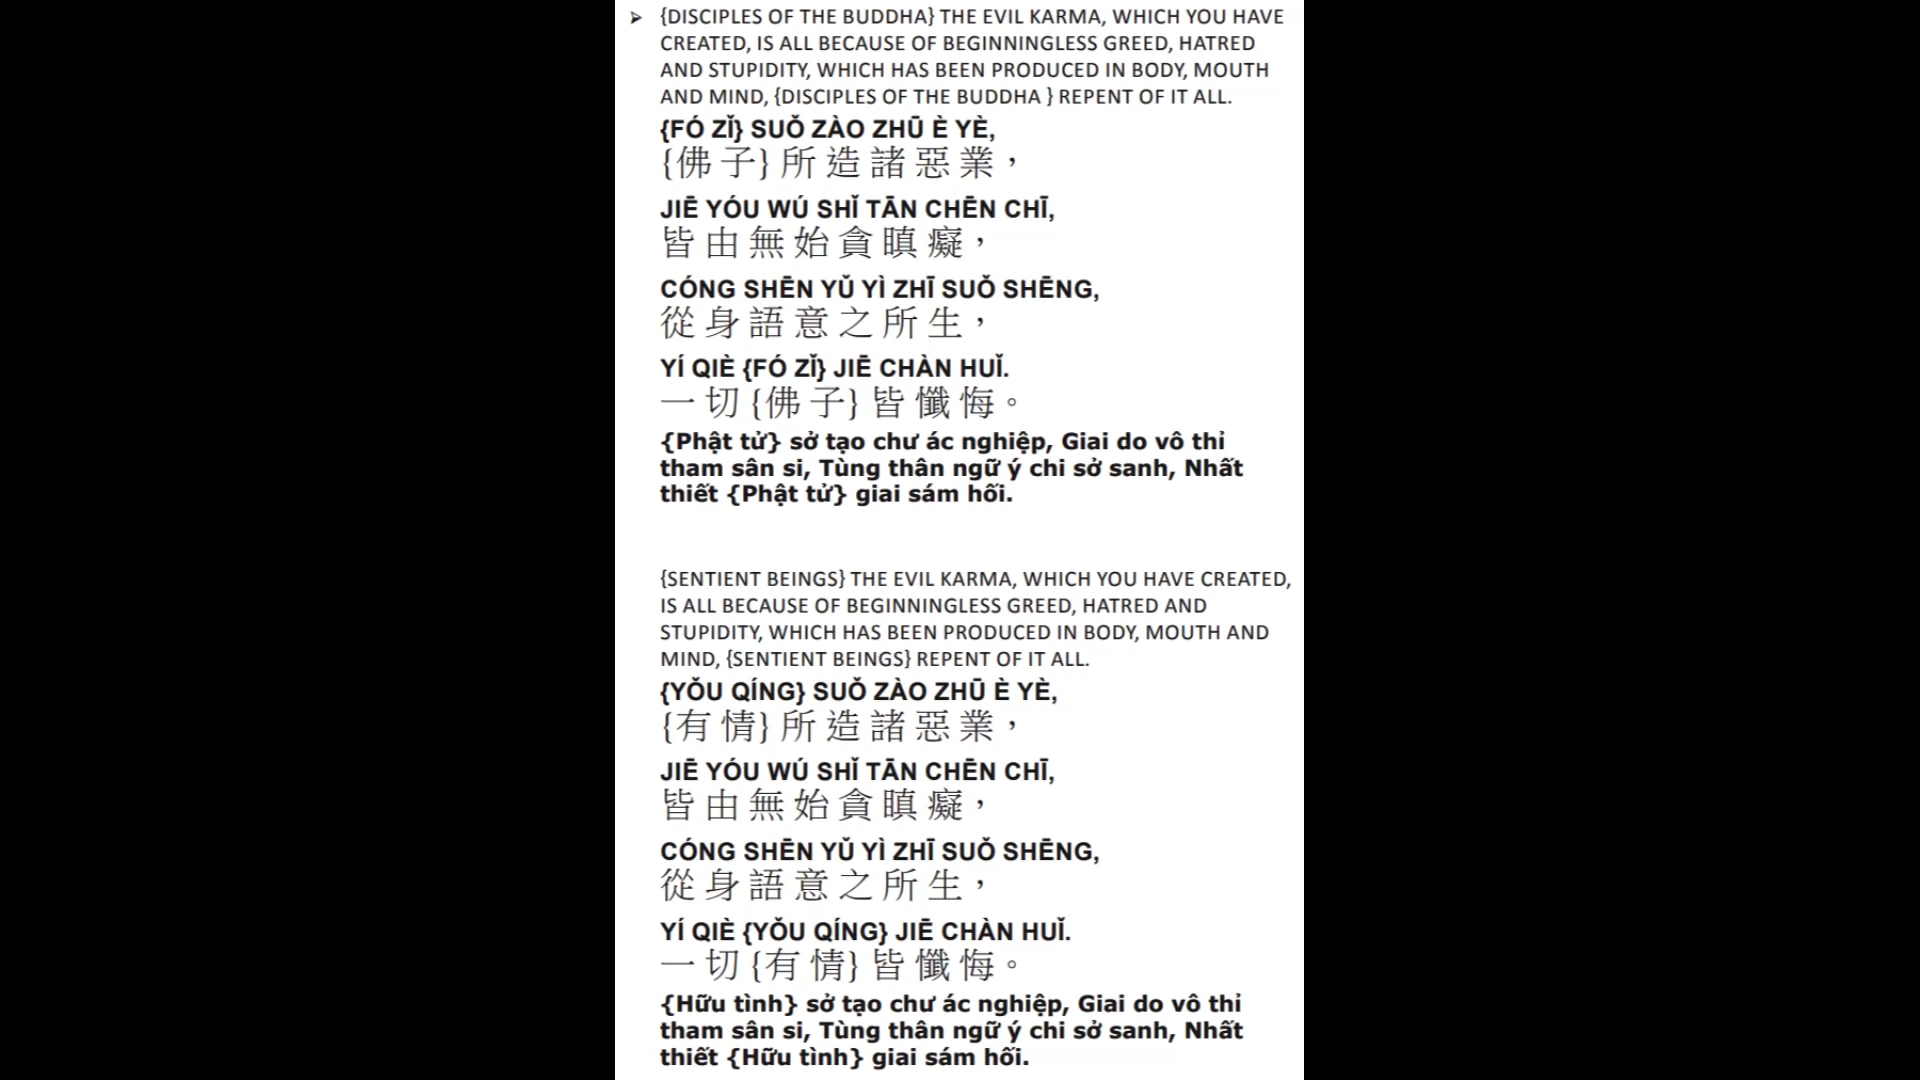 ➢ {DISCIPLES OF THE BUDDHA} THE EVIL KARMA, WHICH YOU HAVE
CREATED, IS ALL BECAUSE OF BEGINNINGLESS GREED, HATRED
AND STUPIDITY, WHICH HAS BEEN PRODUCED IN BODY, MOUTH
AND MIND, {DISCIPLES OF THE BUDDHA } REPENT OF IT ALL.
{FÓ ZǏ} SUǑ ZÀO ZHŪ È YÈ,
{佛 子} 所 造 諸 惡 業，
JIĒ YÓU WÚ SHǏ TĀN CHĒN CHĪ,
皆 由 無 始 貪 瞋 癡，
CÓNG SHĒN YǓ YÌ ZHĪ SUǑ SHĒNG,
從 身 語 意 之 所 生，
YÍ QIÈ {FÓ ZǏ} JIĒ CHÀN HUǏ.
一 切 {佛 子} 皆 懺 悔。
{Phật tử} sở tạo chư ác nghiệp, Giai do vô thỉ
tham sân si, Tùng thân ngữ ý chi sở sanh, Nhất
thiết {Phật tử} giai sám hối.
{SENTIENT BEINGS} THE EVIL KARMA, WHICH YOU HAVE CREATED,
IS ALL BECAUSE OF BEGINNINGLESS GREED, HATRED AND
STUPIDITY, WHICH HAS BEEN PRODUCED IN BODY, MOUTH AND
MIND, {SENTIENT BEINGS} REPENT OF IT ALL.
{YǑU QÍNG} SUǑ ZÀO ZHŪ È YÈ,
{有 情} 所 造 諸 惡 業，
JIĒ YÓU WÚ SHǏ TĀN CHĒN CHĪ,
皆 由 無 始 貪 瞋 癡，
CÓNG SHĒN YǓ YÌ ZHĪ SUǑ SHĒNG,
從 身 語 意 之 所 生，
YÍ QIÈ {YǑU QÍNG} JIĒ CHÀN HUǏ.
一 切 {有 情} 皆 懺 悔。
{Hữu tình} sở tạo chư ác nghiệp, Giai do vô thỉ
tham sân si, Tùng thân ngữ ý chi sở sanh, Nhất
thiết {Hữu tình} giai sám hối.